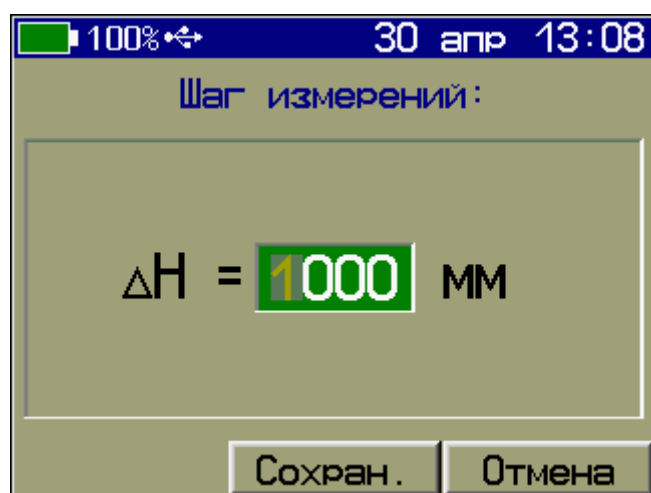 100% 30 апр 13:08
Шаг измерений:
ΔH = 1000 мм
Сохран. Отмена